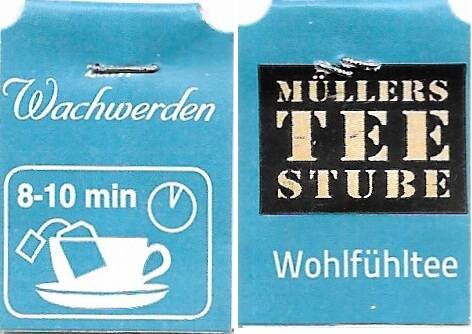 Wachwerden
8-10 min
MÜLLERS
TEE
STUBE
Wohlfühltee